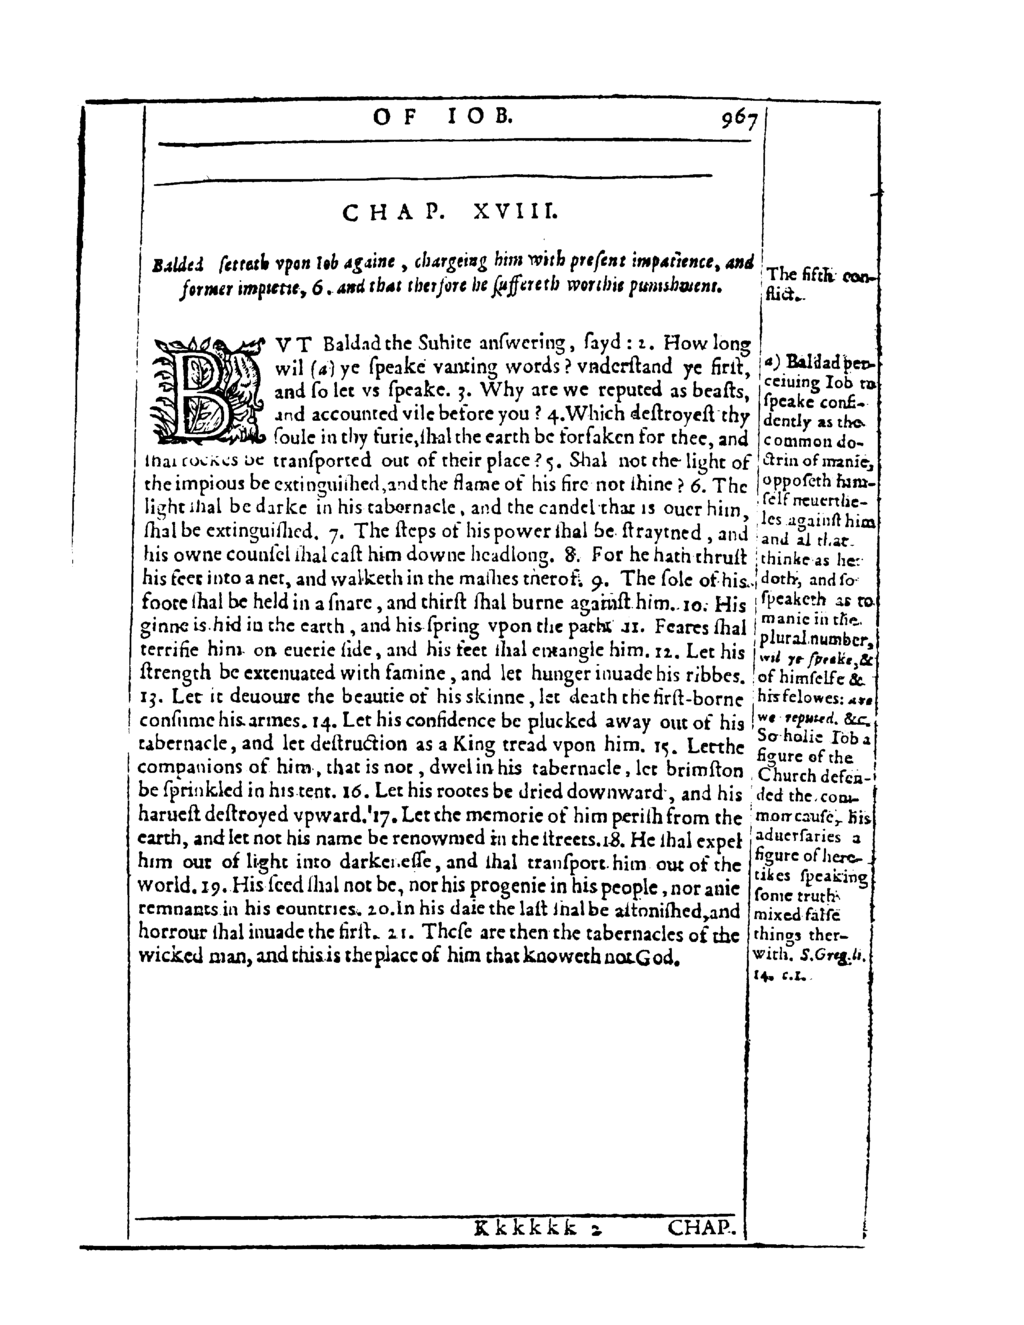 OF IOB.
967
CHAP. XVIII.
Balded setteth vpon Iob againe, chargeing him with present impatience, and
former impietie, 6. and that therfore he suffereth worthie punishment.
The fifth con-
flict.
BVT Baldad the Suhite answering, sayd: 2. How long
wil (a) ye speake vanting words? vnderstand ye first,
and so let vs speake. 3. Why are we reputed as beasts,
and accounted vile before you? 4. Which destroyest thy
soule in thy furie, shal the earth be forsaken for thee, and
shal rockes be transported out of their place? 5. Shal not the light of
the impious be extinguished, and the flame of his fire not shine? 6. The
light shal be darke in his tabernacle, and the candel that is ouer him,
shal be extinguished. 7. The steps of his power shal be straytned, and
his owne counsel shal cast him downe headlong. 8. For he hath thrust
his feet into a net, and walketh in the mashes therof. 9. The sole of his
foote shal be held in a snare, and thirst shal burne against him. 10. His
ginne is hid in the earth, and his spring vpon the path. 11. Feares shal
terrifie him on euerie side, and his feet shal entangle him. 12. Let his
strength be extenuated with famine, and let hunger inuade his ribbes.
13. Let it deuoure the beautie of his skinne, let death the first-borne
consume his armes. 14. Let his confidence be plucked away out of his
tabernacle, and let destruction as a King tread vpon him. 15. Let the
companions of him, that is not, dwel in his tabernacle, let brimston
be sprinkled in his tent. 16. Let his rootes be dried downward, and his
haruest destroyed vpward. 17. Let the memorie of him perish from the
earth, and let not his name be renowmed in the streets. 18. He shal expel
him out of light into darkenesse, and shal transport him out of the
world. 19. His seed shal not be, nor his progenie in his people, nor anie
remnants in his countries. 20. In his daie the last shal be astonished, and
horrour shal inuade the first. 21. These are then the tabernacles of the
wicked man, and this is the place of him that knoweth not God.
a) Baldad per-
ceiuing Iob to
speake confi-
dently as the
common do-
ctrin of manie,
opposeth him-
self neuerthe-
les against him
and al that
thinke as he
doth, and so
speaketh as to
manie in the
plural number,
wil ye speake, &
of himselfe &
his felowes: are
we reputed. &c.
So holie Iob a
figure of the
Church defen-
ded the com-
mon cause, his
aduersaries a
figure of here-
tikes speaking
some truth
mixed false
things ther-
with. S. Greg. li.
14. c. 1.
Kkkkkk 2
CHAP.